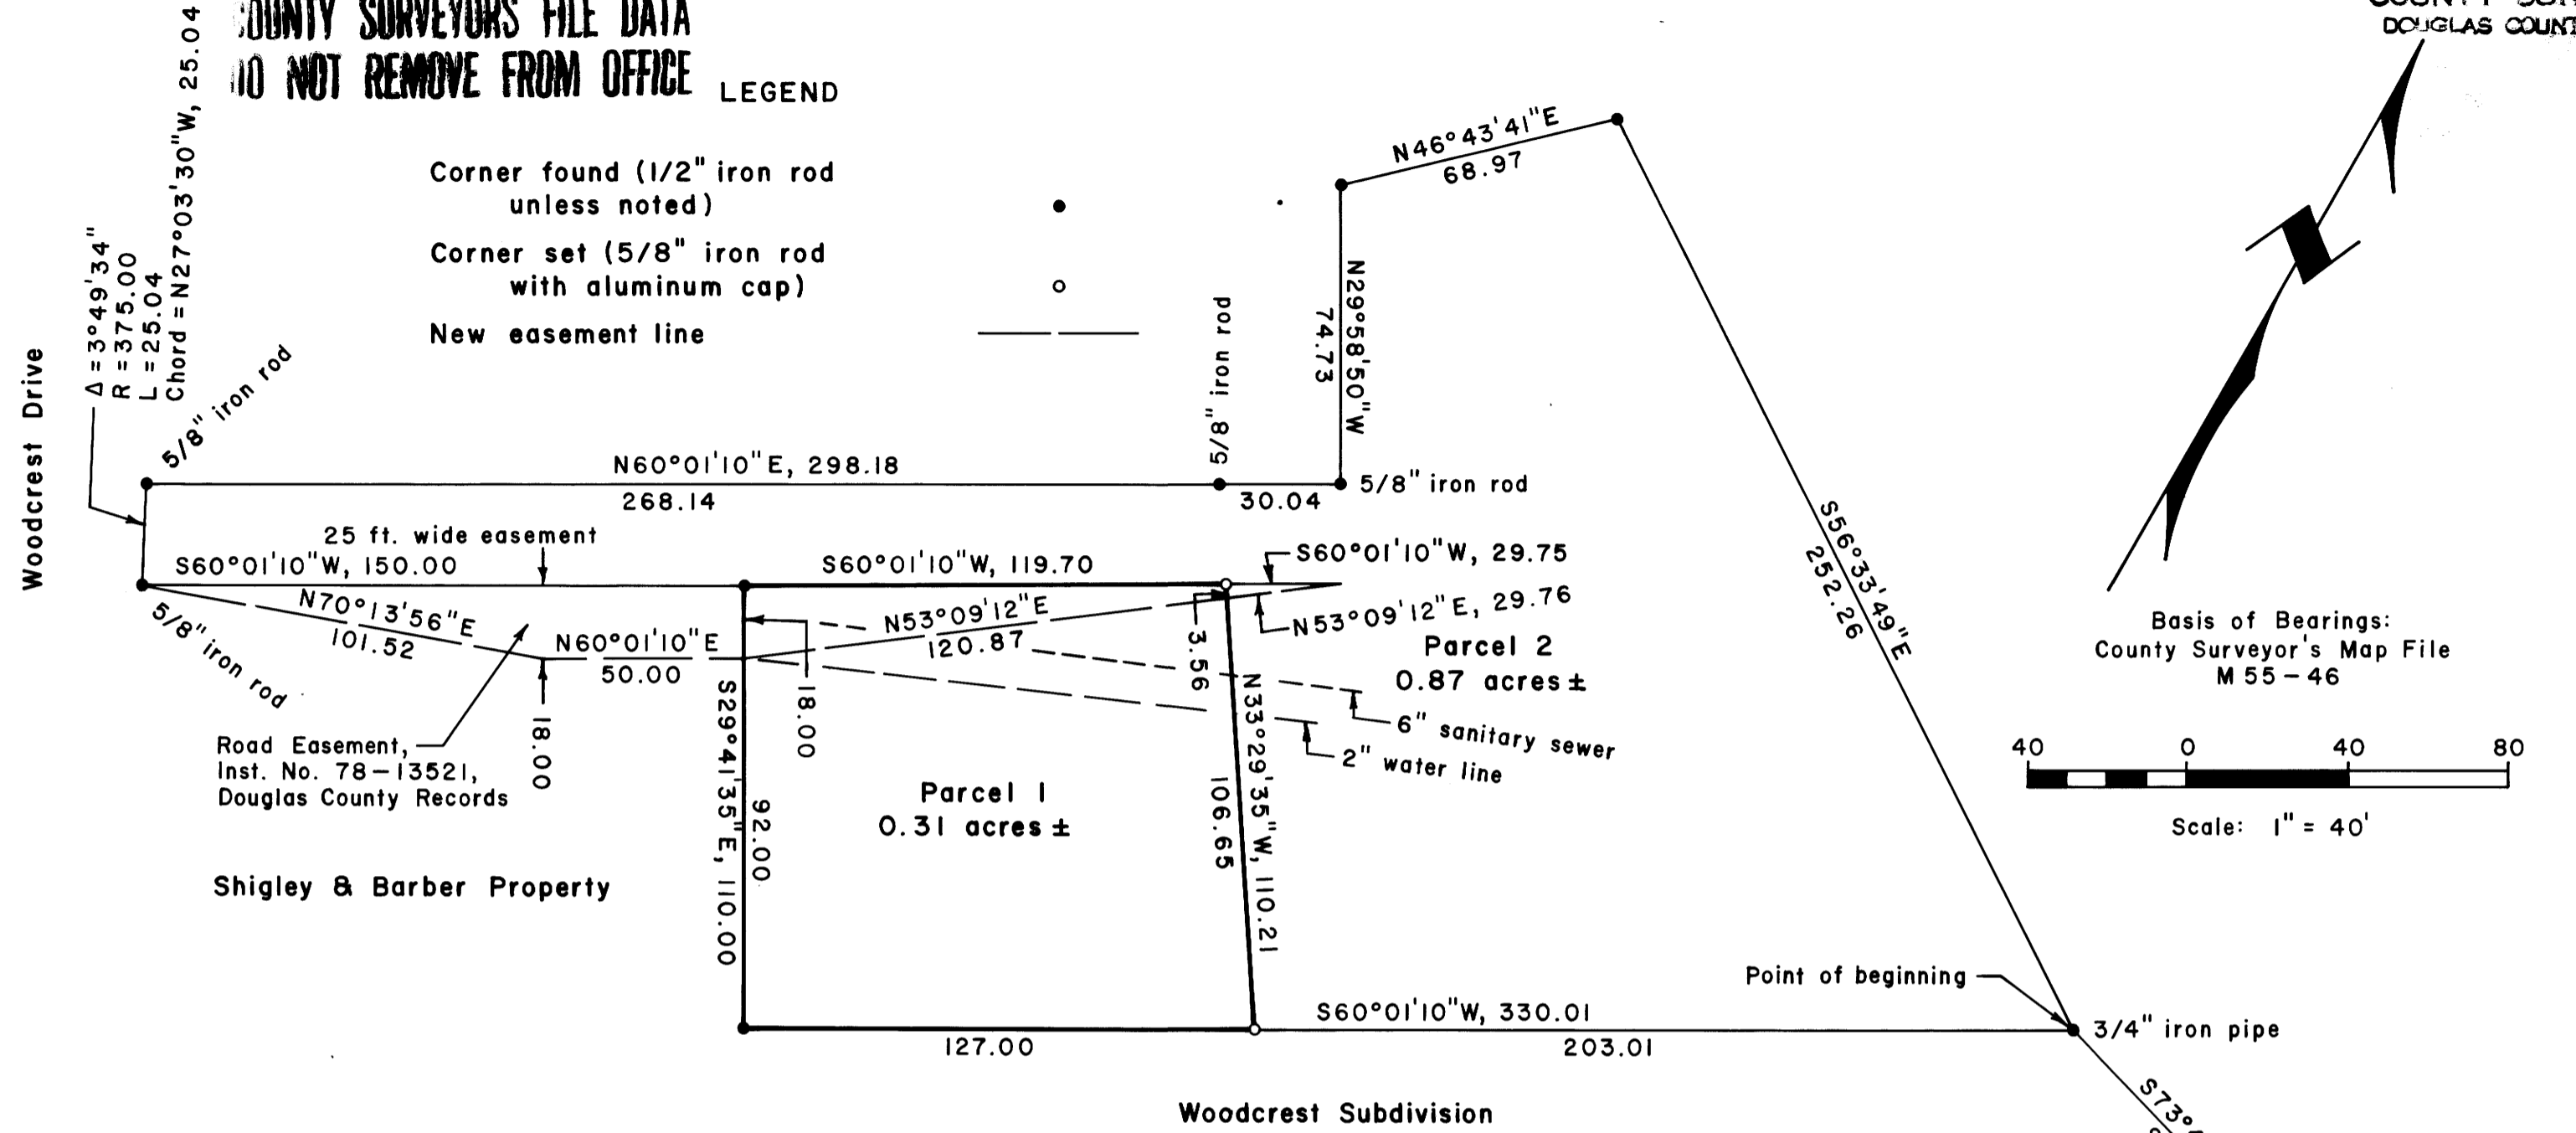 COUNTY SURVEYORS FILE DATA
DO NOT REMOVE FROM OFFICE
DOUGLAS
LEGEND
Corner found (1/2" iron rod
unless noted)
Corner set (5/8" iron rod
with aluminum cap)
New easement line
Woodcrest Drive
Δ = 3°49'34"
R = 375.00
L = 25.04
Chord = N27°03'30"W, 25.04
5/8" iron rod
N60°01'10"E, 298.18
268.14
30.04
5/8" iron rod
5/8" iron rod
N46°43'41"E
68.97
N29°58'50"W
74.73
S56°33'49"E
252.26
25 ft. wide easement
S60°01'10"W, 150.00
S60°01'10"W, 119.70
S60°01'10"W, 29.75
N70°13'56"E
101.52
N60°01'10"E
50.00
N53°09'12"E
120.87
N53°09'12"E, 29.76
3.56
5/8" iron rod
18.00
18.00
Road Easement,
Inst. No. 78-13521,
Douglas County Records
S29°41'35"E, 110.00
92.00
Parcel 1
0.31 acres ±
N33°29'35"W, 110.21
106.65
Parcel 2
0.87 acres ±
6" sanitary sewer
2" water line
Shigley & Barber Property
Point of beginning
S60°01'10"W, 330.01
127.00
203.01
3/4" iron pipe
Woodcrest Subdivision
Basis of Bearings:
County Surveyor's Map File
M 55-46
40 0 40 80
Scale: 1" = 40'
S73°